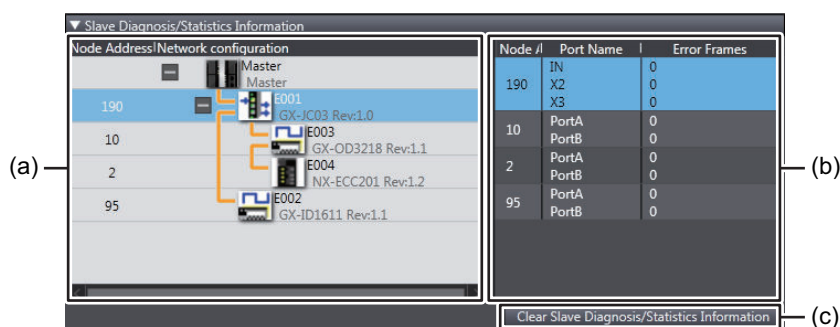 ▼ Slave Diagnosis/Statistics Information
Node Address Network configuration
Master
Master
190 E001
GX-JC03 Rev:1.0
10 E003
GX-OD3218 Rev:1.1
2 E004
NX-ECC201 Rev:1.2
95 E002
GX-ID1611 Rev:1.1
(a)
Node A Port Name Error Frames
190 IN 0
X2 0
X3 0
10 PortA 0
PortB 0
2 PortA 0
PortB 0
95 PortA 0
PortB 0
(b)
Clear Slave Diagnosis/Statistics Information
(c)